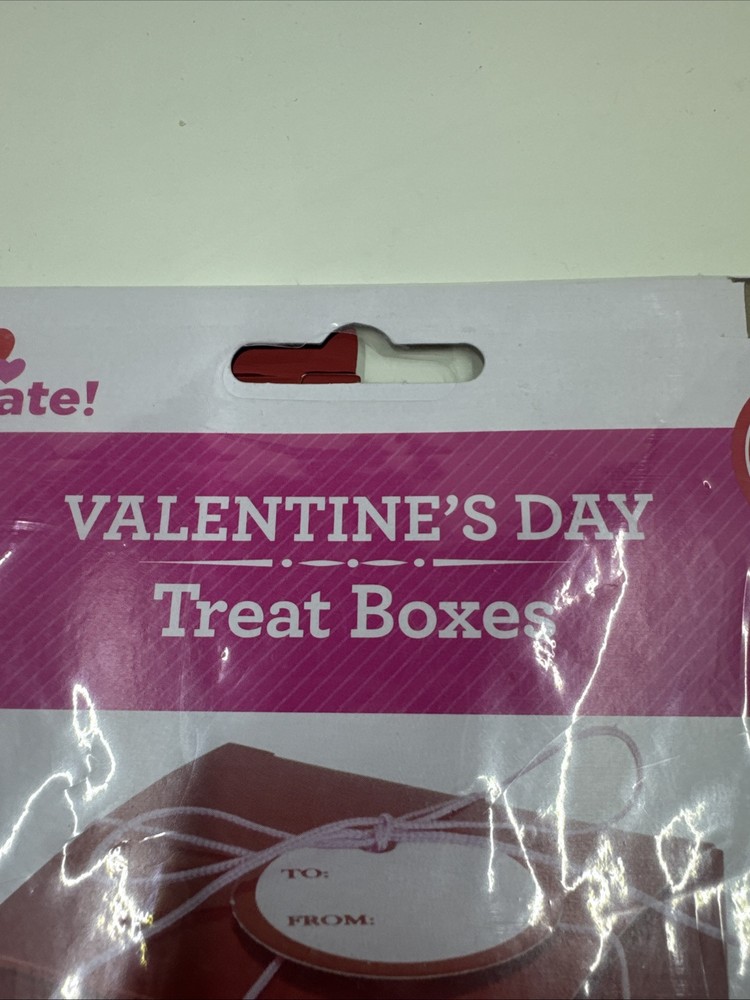 ate!
VALENTINE'S DAY
Treat Boxes
TO:
FROM: